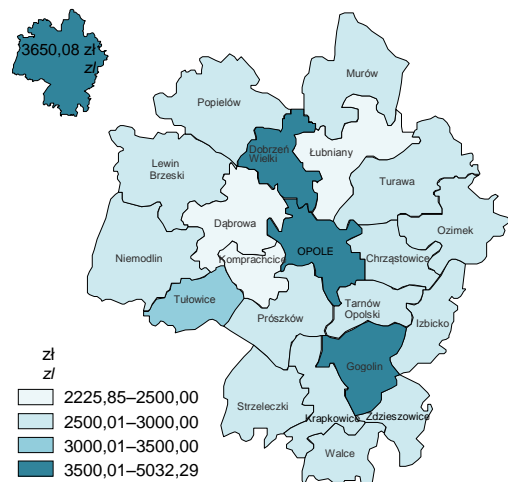 3650,08 zł
zl
Murów
Popielów
Dobrzeń
Wielki
Łubniany
Lewin
Brzeski
Turawa
Dąbrowa
Ozimek
OPOLE
Niemodlin
Komprachcice
Chrząstowice
Tułowice
Tarnów
Opolski
Prószków
Izbicko
Gogolin
Strzeleczki
Krapkowice
Zdzieszowice
Walce
zł
zl
2225,85–2500,00
2500,01–3000,00
3000,01–3500,00
3500,01–5032,29